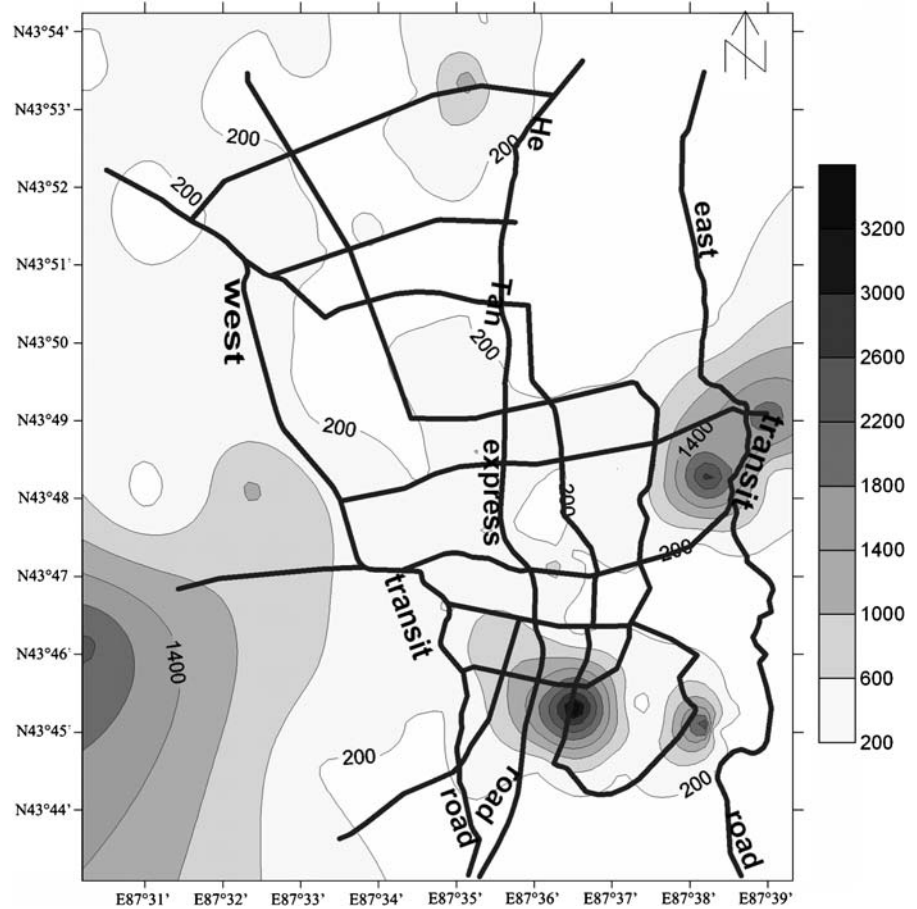 N43°54'
N43°53'
N43°52'
N43°51'
N43°50'
N43°49'
N43°48'
N43°47'
N43°46'
N43°45'
N43°44'
E87°31'
E87°32'
E87°33'
E87°34'
E87°35'
E87°36'
E87°37'
E87°38'
E87°39'
N
200
200
200
He
east
west
Tan
200
200
express
1400
transit
200
200
transit
1400
200
200
road
road
road
3200
3000
2600
2200
1800
1400
1000
600
200